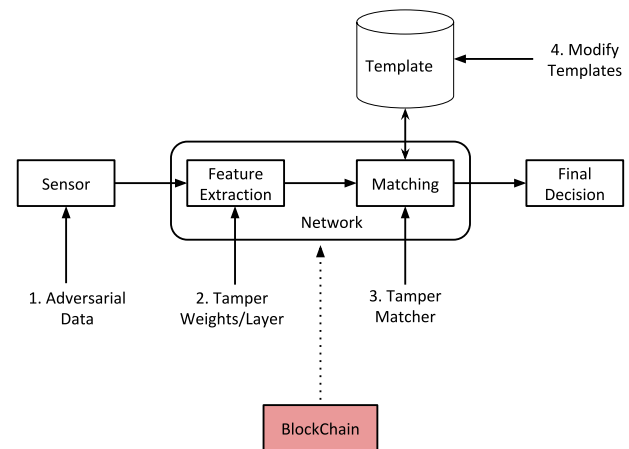 Template
4. Modify
Templates
Sensor
Feature
Extraction
Matching
Final
Decision
Network
1. Adversarial
Data
2. Tamper
Weights/Layer
3. Tamper
Matcher
BlockChain